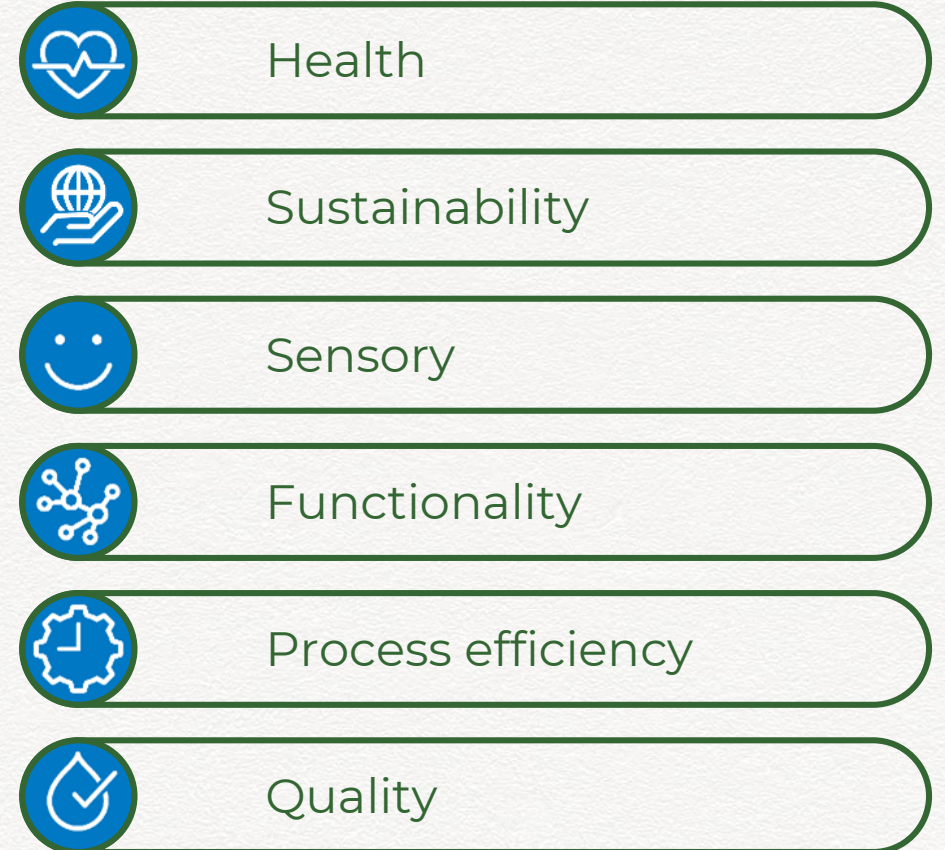 Health
Sustainability
Sensory
Functionality
Process efficiency
Quality